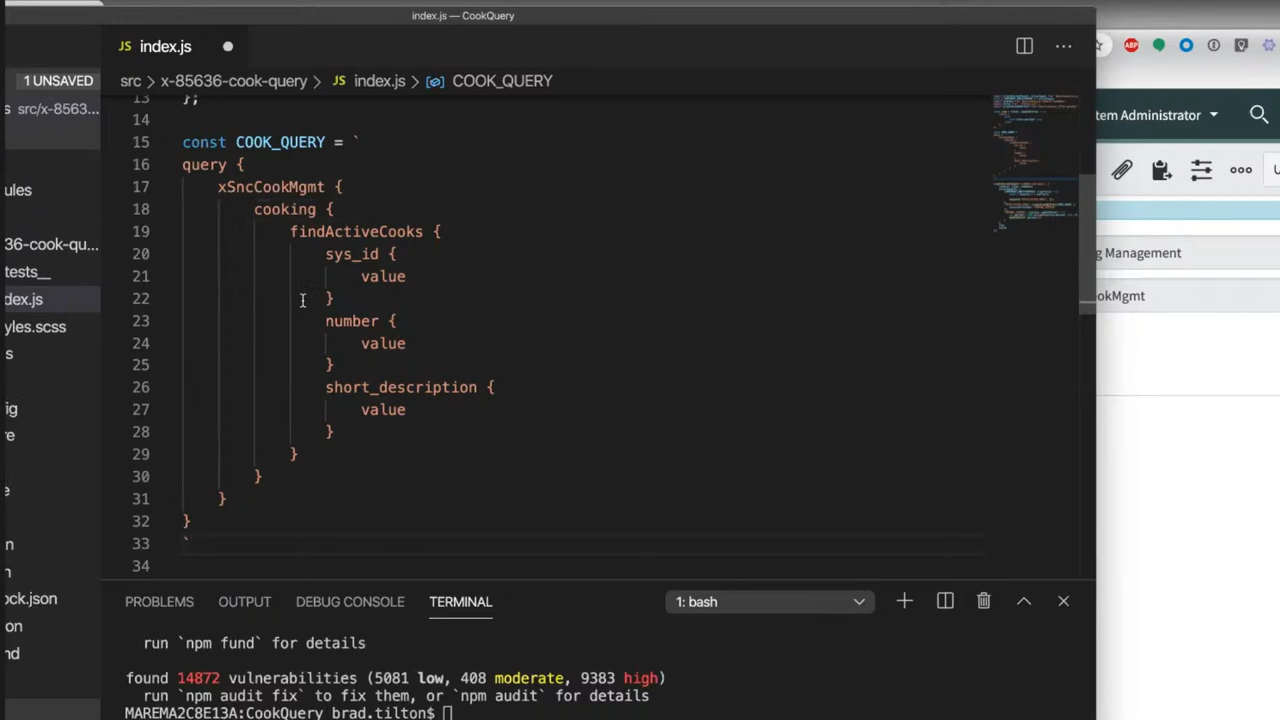 index.js — CookQuery
JS index.js
1 UNSAVED
src > x-85636-cook-query > JS index.js > COOK_QUERY
s src/x-8563...
ules
36-cook-query
tests__
dex.js
yles.scss
s
fig
re
e
n
n
ock.json
on
nd
13 };
14
15 const COOK_QUERY = `
16 query {
17 xSncCookMgmt {
18 cooking {
19 findActiveCooks {
20 sys_id {
21 value
22 }
23 number {
24 value
25 }
26 short_description {
27 value
28 }
29 }
30 }
31 }
32 }
33 `
34
PROBLEMS OUTPUT DEBUG CONSOLE TERMINAL 1: bash
run `npm fund` for details
found 14872 vulnerabilities (5081 low, 408 moderate, 9383 high)
run `npm audit fix` to fix them, or `npm audit` for details
MAREMA2C8E13A:CookQuery brad.tilton$
ABP
tem Administrator
U
g Management
okMgmt